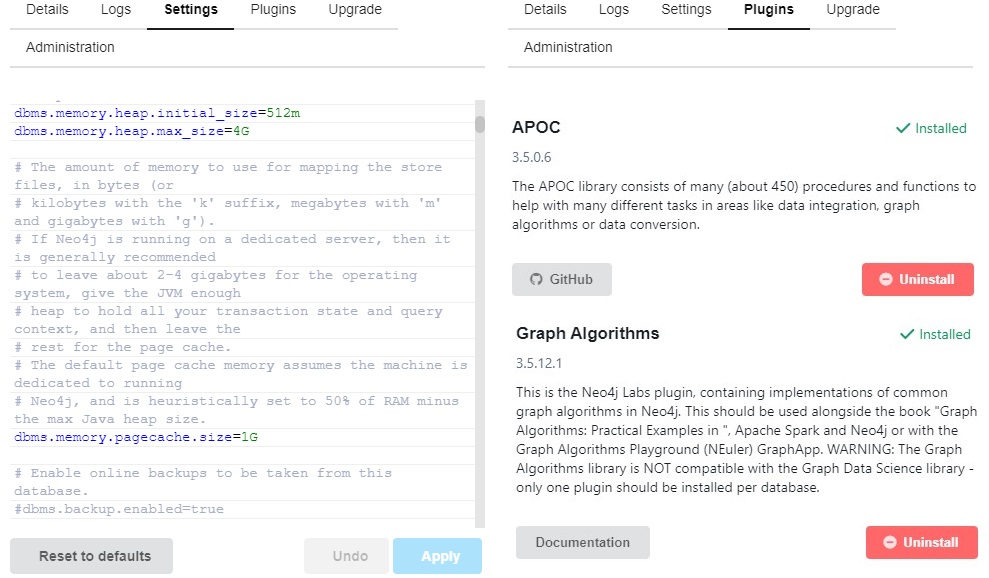 Details Logs Settings Plugins Upgrade
Administration
dbms.memory.heap.initial_size=512m
dbms.memory.heap.max_size=4G
# The amount of memory to use for mapping the store
files, in bytes (or
# kilobytes with the 'k' suffix, megabytes with 'm'
and gigabytes with 'g').
# If Neo4j is running on a dedicated server, then it
is generally recommended
# to leave about 2-4 gigabytes for the operating
system, give the JVM enough
# heap to hold all your transaction state and query
context, and then leave the
# rest for the page cache.
# The default page cache memory assumes the machine is
dedicated to running
# Neo4j, and is heuristically set to 50% of RAM minus
the max Java heap size.
dbms.memory.pagecache.size=1G
# Enable online backups to be taken from this
database.
#dbms.backup.enabled=true
Reset to defaults Undo Apply
Details Logs Settings Plugins Upgrade
Administration
APOC Installed
3.5.0.6
The APOC library consists of many (about 450) procedures and functions to
help with many different tasks in areas like data integration, graph
algorithms or data conversion.
GitHub Uninstall
Graph Algorithms Installed
3.5.12.1
This is the Neo4j Labs plugin, containing implementations of common
graph algorithms in Neo4j. This should be used alongside the book "Graph
Algorithms: Practical Examples in ", Apache Spark and Neo4j or with the
Graph Algorithms Playground (NEuler) GraphApp. WARNING: The Graph
Algorithms library is NOT compatible with the Graph Data Science library -
only one plugin should be installed per database.
Documentation Uninstall